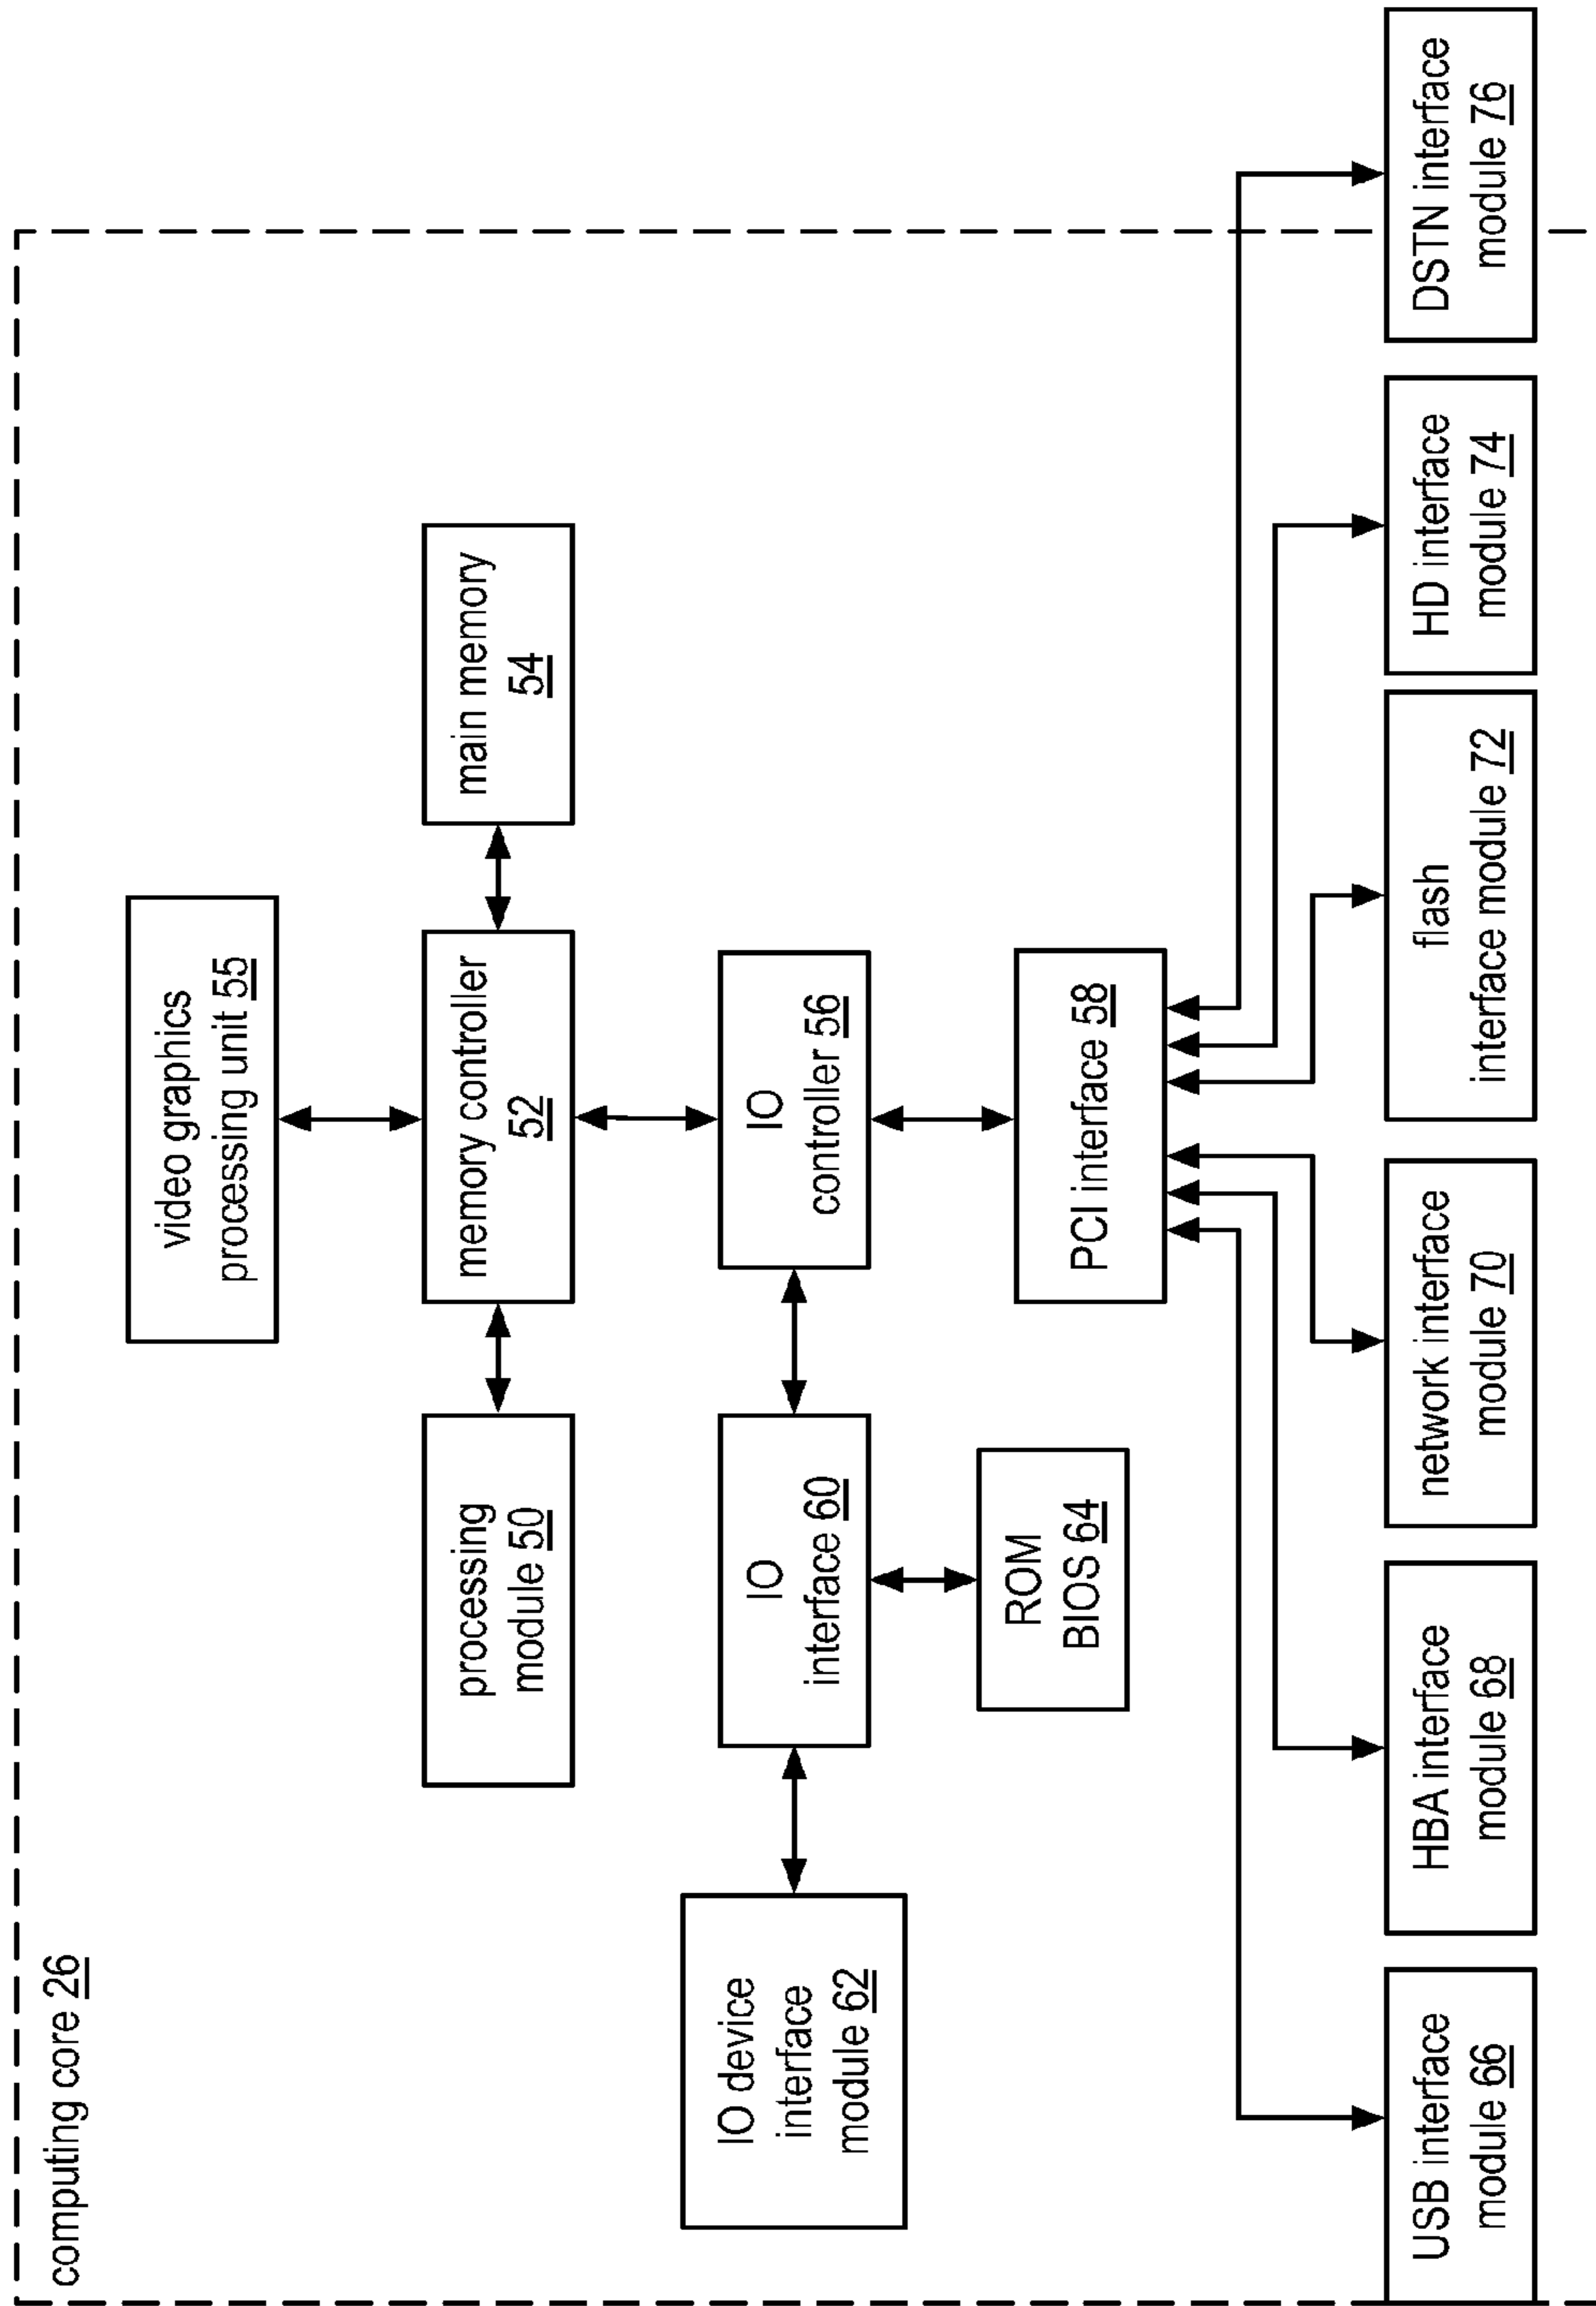 computing core 26
video graphics
processing unit 55
processing
module 50
memory controller
52
main memory
54
IO device
interface
module 62
IO
interface 60
IO
controller 56
ROM
BIOS 64
PCI interface 58
USB interface
module 66
HBA interface
module 68
network interface
module 70
flash
interface module 72
HD interface
module 74
DSTN interface
module 76